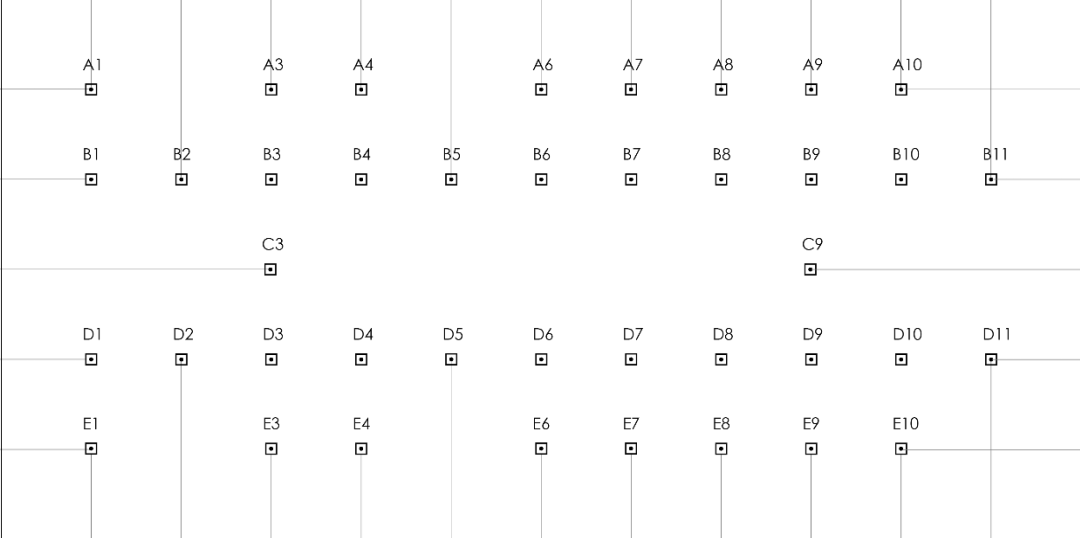 A1 A3 A4 A6 A7 A8 A9 A10
B1 B2 B3 B4 B5 B6 B7 B8 B9 B10 B11
C3 C9
D1 D2 D3 D4 D5 D6 D7 D8 D9 D10 D11
E1 E3 E4 E6 E7 E8 E9 E10